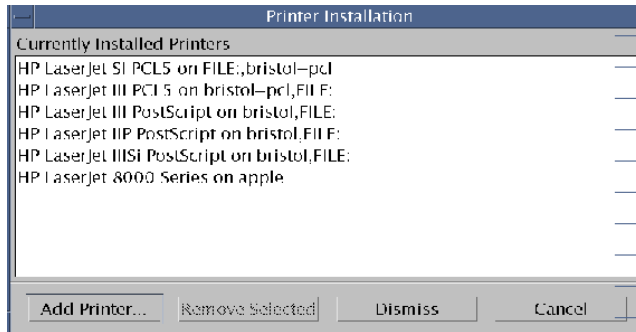 Printer Installation
Currently Installed Printers
HP LaserJet SI PCL5 on FILE:,bristol-pcl
HP LaserJet III PCL5 on bristol-pcl,FILE:
HP LaserJet III PostScript on bristol,FILE:
HP LaserJet IIP PostScript on bristol,FILE:
HP LaserJet IIISi PostScript on bristol,FILE:
HP LaserJet 8000 Series on apple
Add Printer... Remove Selected Dismiss Cancel